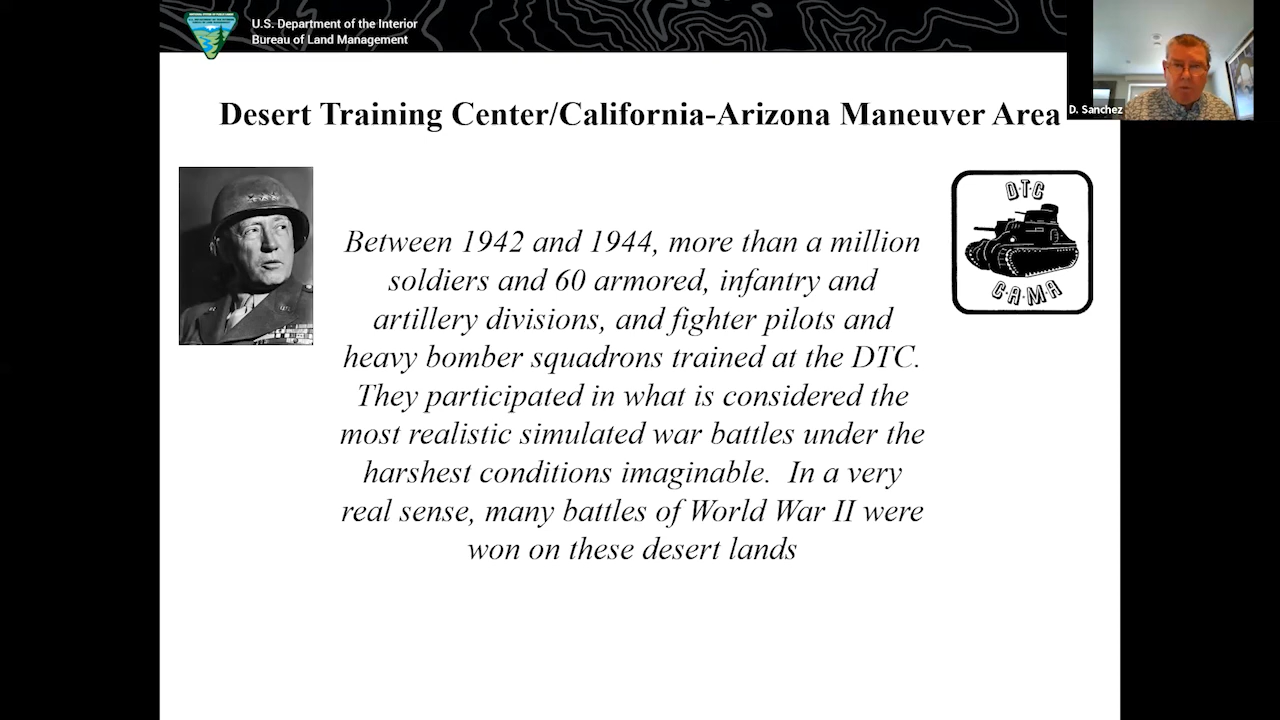 U.S. Department of the Interior
Bureau of Land Management
D. Sanchez
Desert Training Center/California-Arizona Maneuver Area
DTC
CAMA
Between 1942 and 1944, more than a million
soldiers and 60 armored, infantry and
artillery divisions, and fighter pilots and
heavy bomber squadrons trained at the DTC.
They participated in what is considered the
most realistic simulated war battles under the
harshest conditions imaginable.  In a very
real sense, many battles of World War II were
won on these desert lands